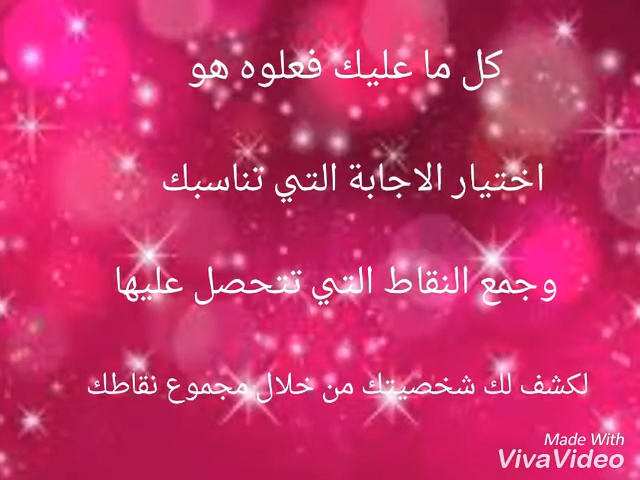 كل ما عليك فعلوه هو
اختيار الاجابة التي تناسبك
وجمع النقاط التي تتحصل عليها
لكشف لك شخصيتك من خلال مجموع نقاطك
Made With
VivaVideo